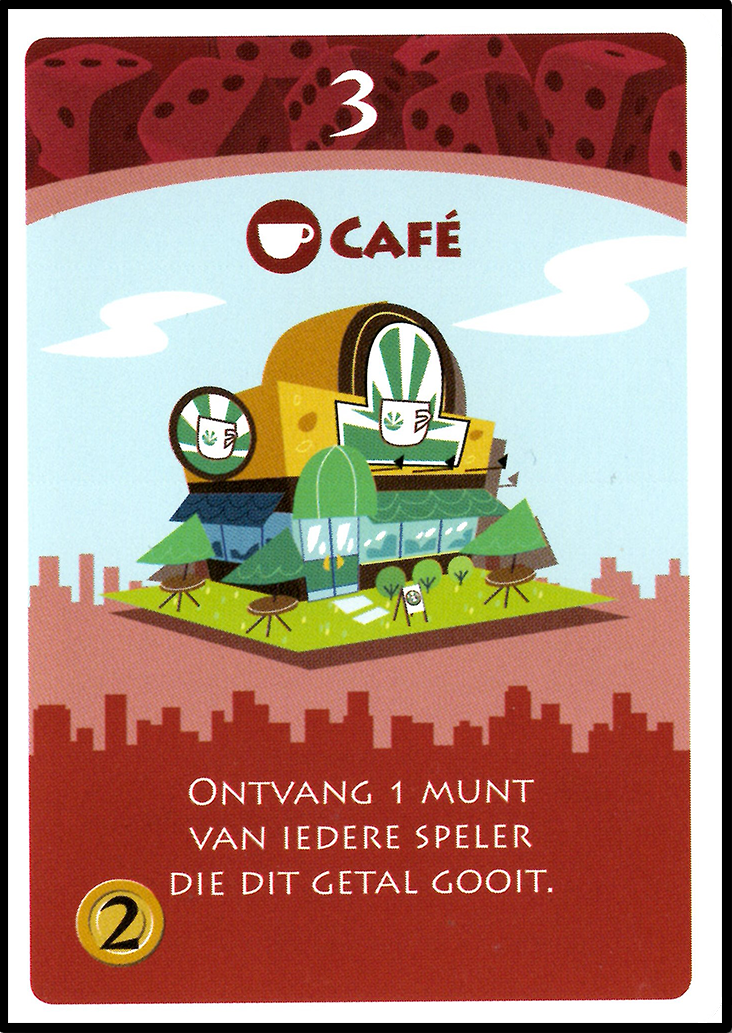 3
CAFÉ
ONTVANG 1 MUNT
VAN IEDERE SPELER
DIE DIT GETAL GOOIT.
2